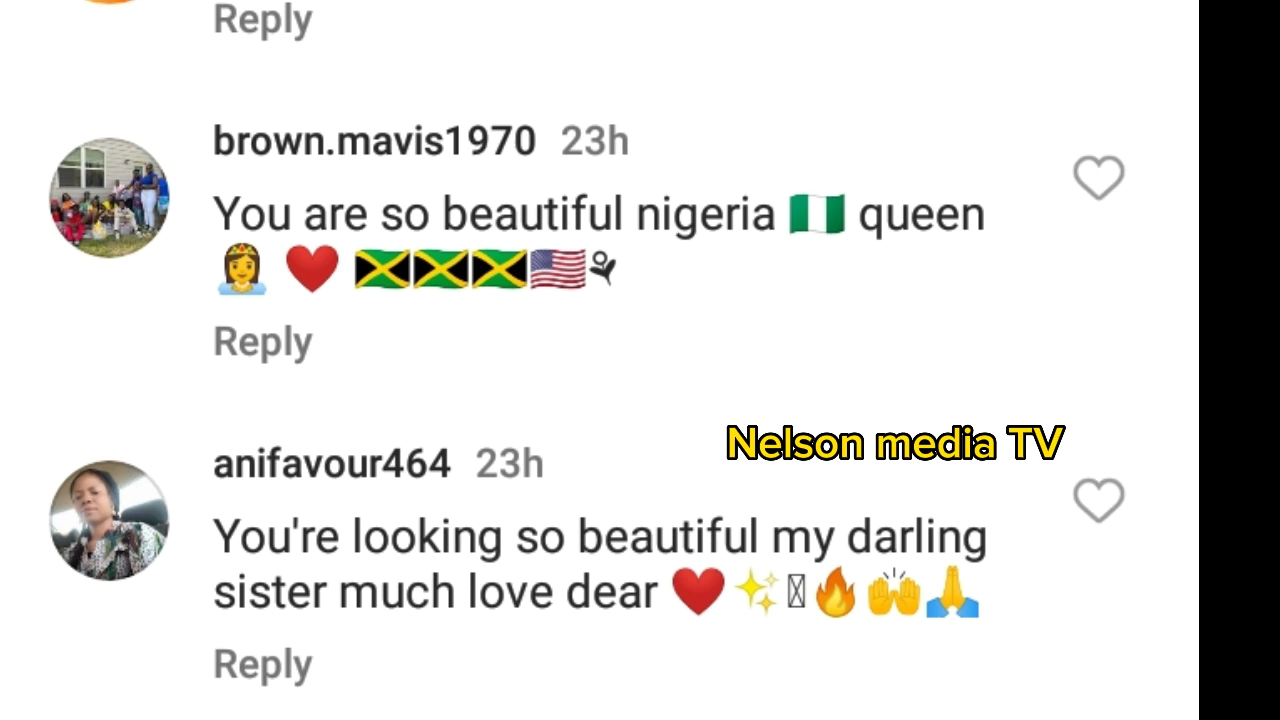 Reply
brown.mavis1970 23h
You are so beautiful nigeria 🇳🇬 queen
👸 ❤️ 🇯🇲🇯🇲🇯🇲🇺🇸
Reply
Nelson media TV
anifavour464 23h
You're looking so beautiful my darling
sister much love dear ❤️ ✨🔥🙌🙏
Reply